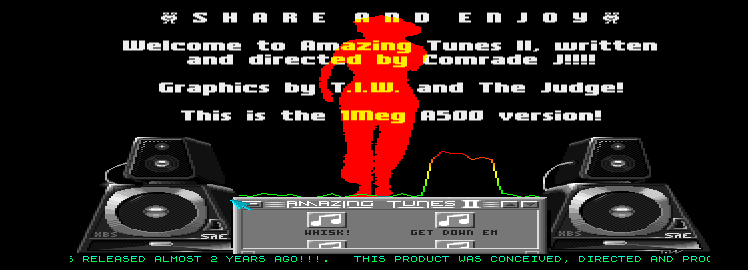 SHARE AND ENJOY
Welcome to Amazing Tunes II, written
and directed by Comrade J!!!!
Graphics by T.I.W. and The Judge!
This is the 1Meg A500 version!
AMAZING TUNES II
WHISK! GET DOWN EM
S RELEASED ALMOST 2 YEARS AGO!!!. THIS PRODUCT WAS CONCEIVED, DIRECTED AND PROD